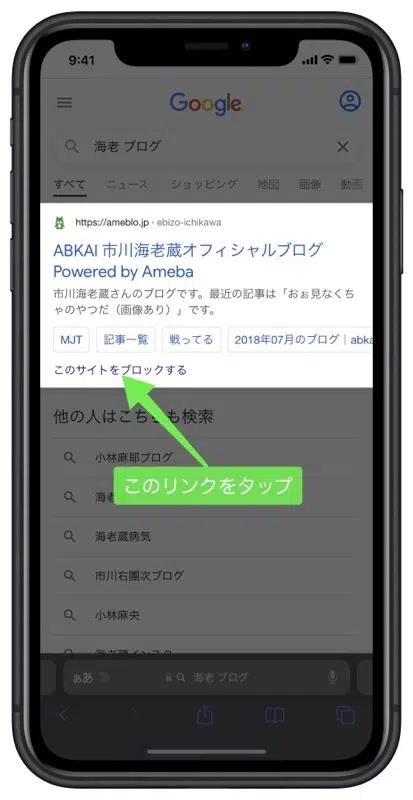 9:41
Google
海老 ブログ
すべて ニュース ショッピング 地図 画像 動画
https://ameblo.jp › ebizo-ichikawa
ABKAI 市川海老蔵オフィシャルブログ
Powered by Ameba
市川海老蔵さんのブログです。最近の記事は「おぉ見なくち
ゃのやつだ（画像あり）」です。
MJT 記事一覧 戦ってる 2018年07月のブログ｜abka
このサイトをブロックする
他の人はこちらも検索
小林麻耶ブログ
このリンクをタップ
海老蔵病気
市川右團次ブログ
小林麻央
海老蔵インスタ
ぁあ 海老 ブログ